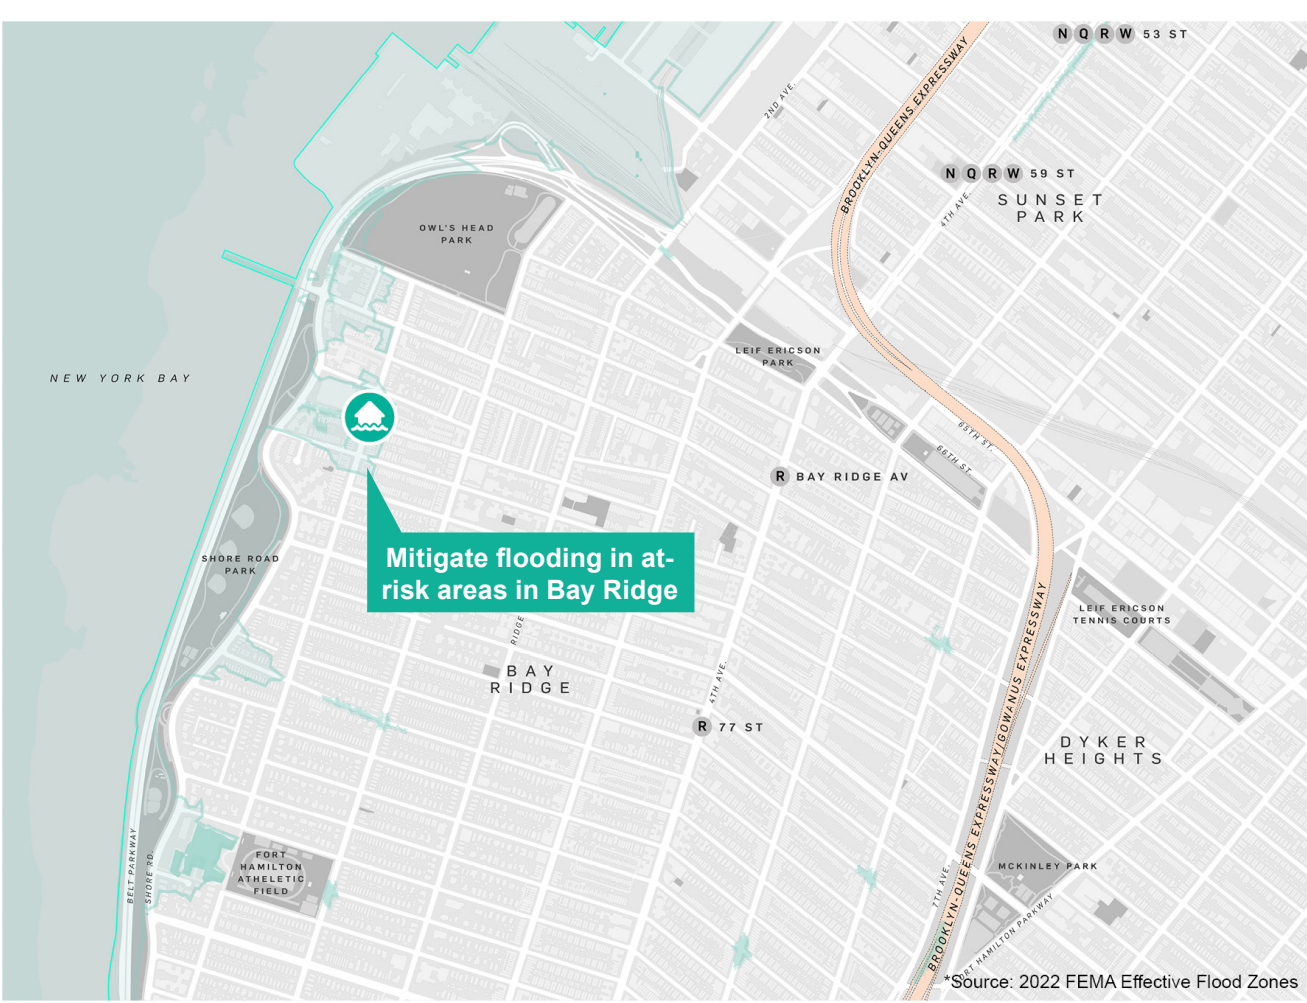 N Q R W 53 ST
2ND AVE.
BROOKLYN-QUEENS EXPRESSWAY
N Q R W 59 ST
SUNSET
PARK
4TH AVE.
OWL'S HEAD
PARK
LEIF ERICSON
PARK
NEW YORK BAY
65TH ST.
66TH ST.
R BAY RIDGE AV
Mitigate flooding in at-
risk areas in Bay Ridge
SHORE ROAD
PARK
LEIF ERICSON
TENNIS COURTS
RIDGE
BAY
RIDGE
4TH AVE.
R 77 ST
BROOKLYN-QUEENS EXPRESSWAY|GOWANUS EXPRESSWAY
DYKER
HEIGHTS
BELT PARKWAY
SHORE RD.
FORT
HAMILTON
ATHELETIC
FIELD
7TH AVE.
MCKINLEY PARK
FORT HAMILTON PARKWAY
*Source: 2022 FEMA Effective Flood Zones